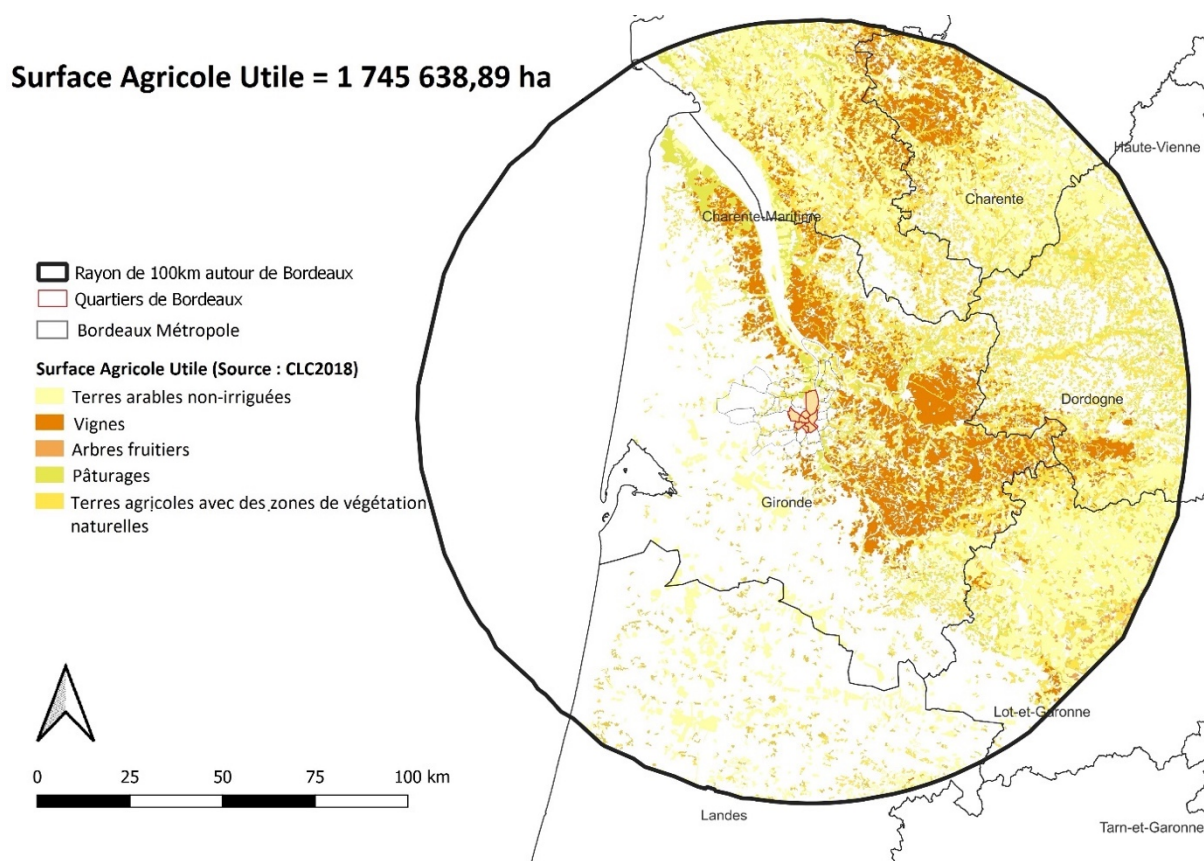 Surface Agricole Utile = 1 745 638,89 ha
Haute-Vienne
Charente
Charente-Maritime
Rayon de 100km autour de Bordeaux
Quartiers de Bordeaux
Bordeaux Métropole
Surface Agricole Utile (Source : CLC2018)
Terres arables non-irriguées
Vignes
Arbres fruitiers
Pâturages
Terres agricoles avec des zones de végétation
naturelles
Dordogne
Gironde
Lot-et-Garonne
0 25 50 75 100 km
Landes
Tarn-et-Garonne